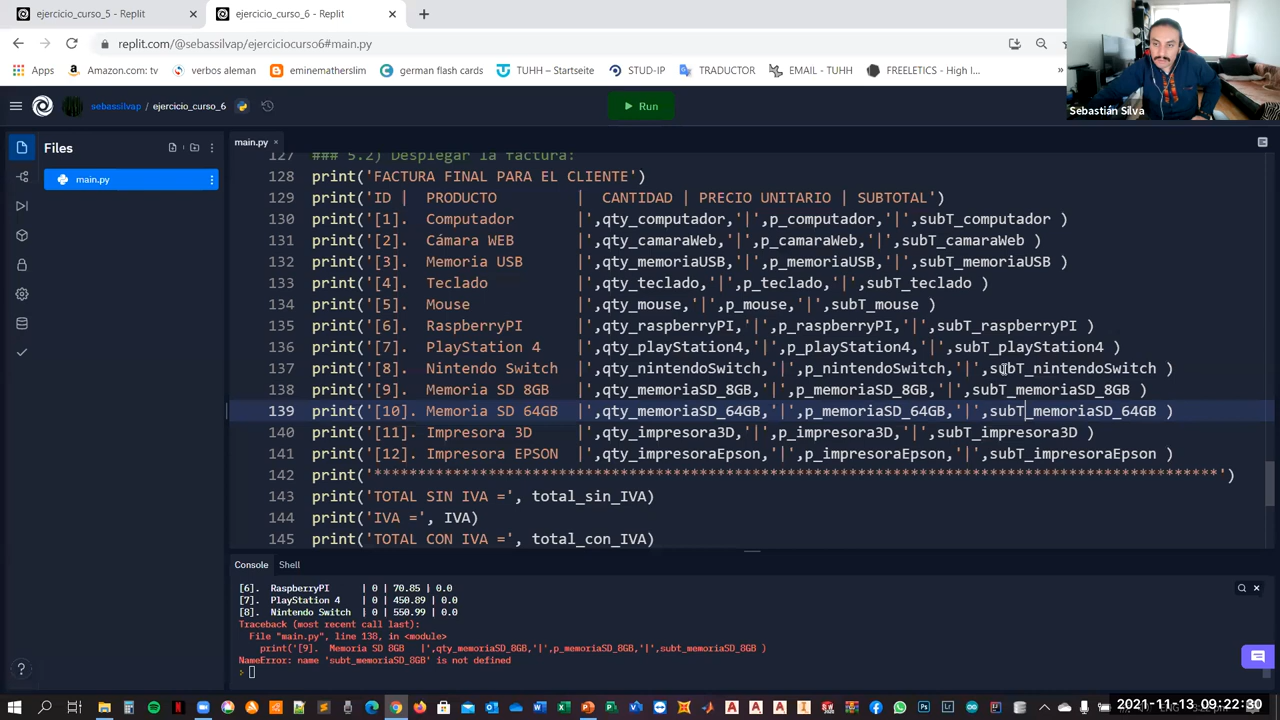 ejercicio_curso_5 - Replit
ejercicio_curso_6 - Replit
replit.com/@sebassilvap/ejerciciocurso6#main.py
Apps
Amazon.com: tv
verbos aleman
eminematherslim
german flash cards
TUHH – Startseite
STUD-IP
TRADUCTOR
EMAIL - TUHH
FREELETICS - High I...
»
Sebastián Silva
sebassilvap / ejercicio_curso_6
Run
Files
main.py
main.py
127 ### 5.2) Desplegar la factura:
128 print('FACTURA FINAL PARA EL CLIENTE')
129 print('ID |  PRODUCTO         | CANTIDAD | PRECIO UNITARIO | SUBTOTAL')
130 print('[1].  Computador       |',qty_computador,'|',p_computador,'|',subT_computador )
131 print('[2].  Cámara WEB       |',qty_camaraWeb,'|',p_camaraWeb,'|',subT_camaraWeb )
132 print('[3].  Memoria USB      |',qty_memoriaUSB,'|',p_memoriaUSB,'|',subT_memoriaUSB )
133 print('[4].  Teclado          |',qty_teclado,'|',p_teclado,'|',subT_teclado )
134 print('[5].  Mouse            |',qty_mouse,'|',p_mouse,'|',subT_mouse )
135 print('[6].  RaspberryPI      |',qty_raspberryPI,'|',p_raspberryPI,'|',subT_raspberryPI )
136 print('[7].  PlayStation 4    |',qty_playStation4,'|',p_playStation4,'|',subT_playStation4 )
137 print('[8].  Nintendo Switch  |',qty_nintendoSwitch,'|',p_nintendoSwitch,'|',subT_nintendoSwitch )
138 print('[9].  Memoria SD 8GB   |',qty_memoriaSD_8GB,'|',p_memoriaSD_8GB,'|',subT_memoriaSD_8GB )
139 print('[10]. Memoria SD 64GB  |',qty_memoriaSD_64GB,'|',p_memoriaSD_64GB,'|',subT_memoriaSD_64GB )
140 print('[11]. Impresora 3D     |',qty_impresora3D,'|',p_impresora3D,'|',subT_impresora3D )
141 print('[12]. Impresora EPSON  |',qty_impresoraEpson,'|',p_impresoraEpson,'|',subT_impresoraEpson )
142 print('************************************************************************************************')
143 print('TOTAL SIN IVA =', total_sin_IVA)
144 print('IVA =', IVA)
145 print('TOTAL CON IVA =', total_con_IVA)
Console
Shell
[6].  RaspberryPI      | 0 | 70.85 | 0.0
[7].  PlayStation 4    | 0 | 450.89 | 0.0
[8].  Nintendo Switch  | 0 | 550.99 | 0.0
Traceback (most recent call last):
  File "main.py", line 138, in <module>
    print('[9].  Memoria SD 8GB   |',qty_memoriaSD_8GB,'|',p_memoriaSD_8GB,'|',subt_memoriaSD_8GB )
NameError: name 'subt_memoriaSD_8GB' is not defined
>
2021-11-13 09:22:30